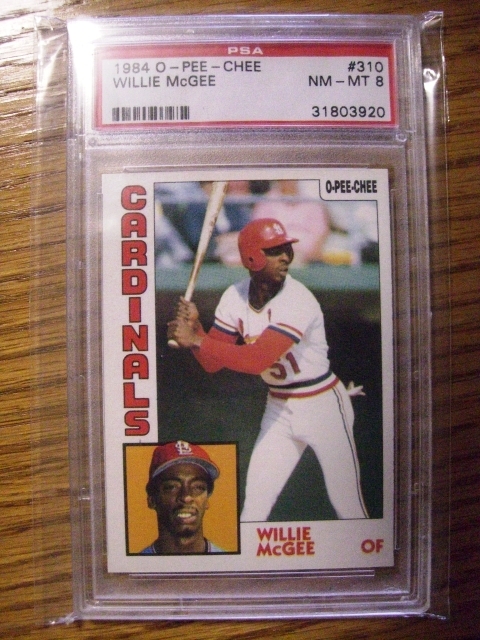 PSA
1984 O-PEE-CHEE #310
WILLIE McGEE NM-MT 8
31803920
O-PEE-CHEE
CARDINALS
51
WILLIE
McGEE OF